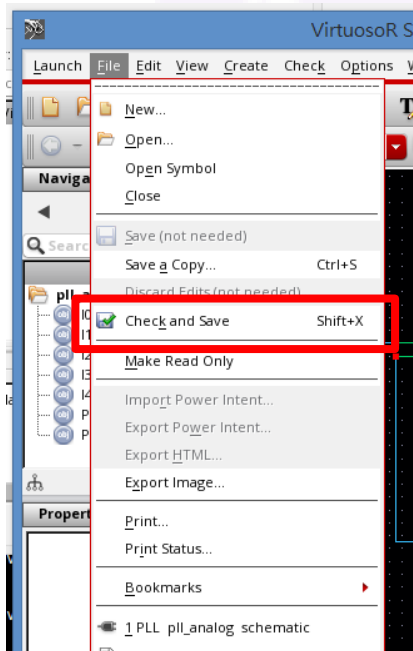 VirtuosoR S
Launch File Edit View Create Check Options
New...
Open...
Open Symbol
Naviga
Close
Save (not needed)
Searc
Save a Copy... Ctrl+S
Discard Edits (not needed)
pll_a
I0
Check and Save Shift+X
I1
I2
Make Read Only
I3
I4
Import Power Intent...
P
Export Power Intent...
P
Export HTML...
Export Image...
Propert
Print...
Print Status...
Bookmarks
1 PLL pll_analog schematic